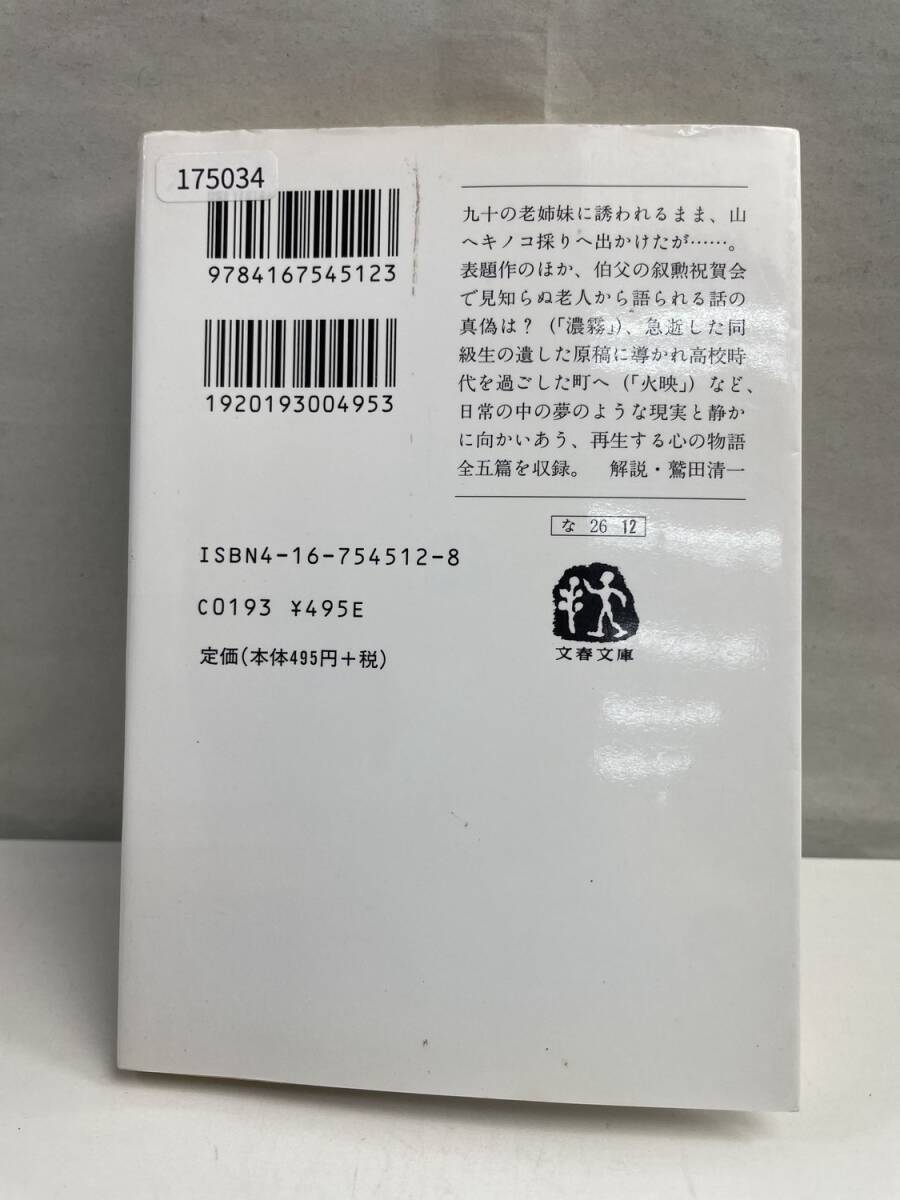 175034
9784167545123
1920193004953
九十の老姉妹に誘われるまま、山
へキノコ採りへ出かけたが……。
表題作のほか、伯父の叙勲祝賀会
で見知らぬ老人から語られる話の
真偽は？（「濃霧」）、急逝した同
級生の遺した原稿に導かれ高校時
代を過ごした町へ（「火映」）など、
日常の中の夢のような現実と静か
に向かいあう、再生する心の物語
全五篇を収録。　解説・鷲田清一
な 26 12
ISBN4-16-754512-8
C0193 ¥495E
定価(本体495円+税)
文春文庫